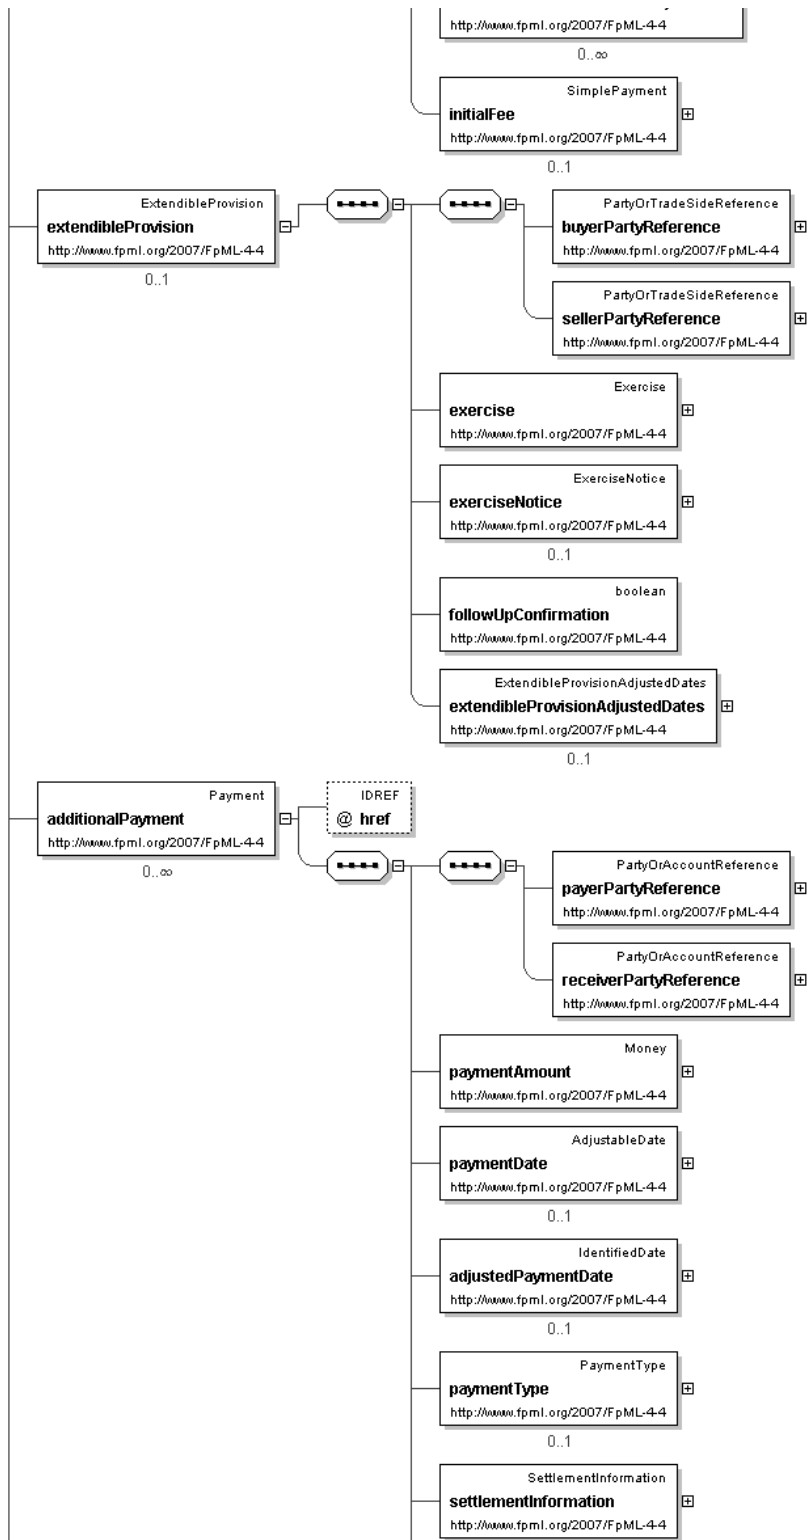 http://www.fpml.org/2007/FpML-4-4
0..∞
SimplePayment
initialFee
http://www.fpml.org/2007/FpML-4-4
0..1
ExtendibleProvision
extendibleProvision
http://www.fpml.org/2007/FpML-4-4
0..1
PartyOrTradeSideReference
buyerPartyReference
http://www.fpml.org/2007/FpML-4-4
PartyOrTradeSideReference
sellerPartyReference
http://www.fpml.org/2007/FpML-4-4
Exercise
exercise
http://www.fpml.org/2007/FpML-4-4
ExerciseNotice
exerciseNotice
http://www.fpml.org/2007/FpML-4-4
0..1
boolean
followUpConfirmation
http://www.fpml.org/2007/FpML-4-4
ExtendibleProvisionAdjustedDates
extendibleProvisionAdjustedDates
http://www.fpml.org/2007/FpML-4-4
0..1
Payment
additionalPayment
http://www.fpml.org/2007/FpML-4-4
0..∞
IDREF
@ href
PartyOrAccountReference
payerPartyReference
http://www.fpml.org/2007/FpML-4-4
PartyOrAccountReference
receiverPartyReference
http://www.fpml.org/2007/FpML-4-4
Money
paymentAmount
http://www.fpml.org/2007/FpML-4-4
AdjustableDate
paymentDate
http://www.fpml.org/2007/FpML-4-4
0..1
IdentifiedDate
adjustedPaymentDate
http://www.fpml.org/2007/FpML-4-4
0..1
PaymentType
paymentType
http://www.fpml.org/2007/FpML-4-4
0..1
SettlementInformation
settlementInformation
http://www.fpml.org/2007/FpML-4-4